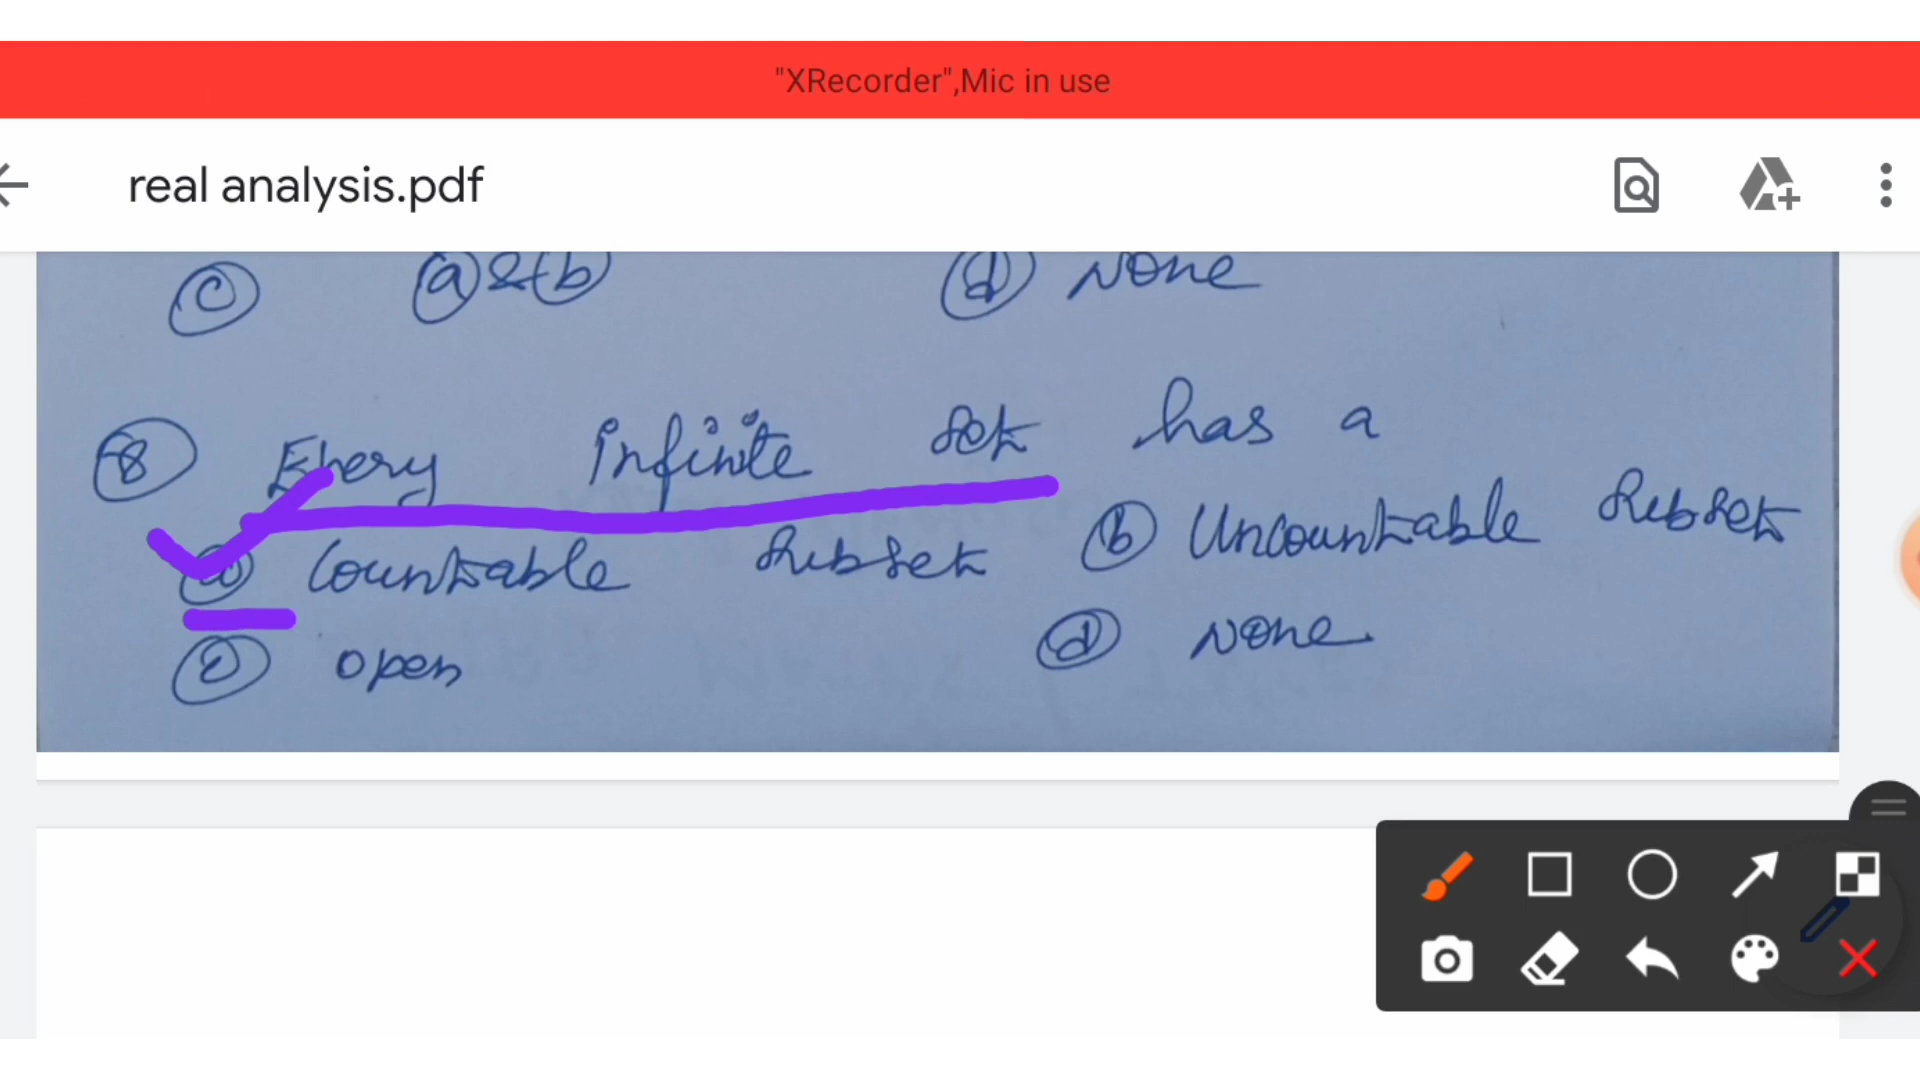 "XRecorder",Mic in use
real analysis.pdf
(c) (a) & (b) (d) None
(8) Every infinite set has a
(a) Countable Subset (b) Uncountable Subset
(c) open (d) None